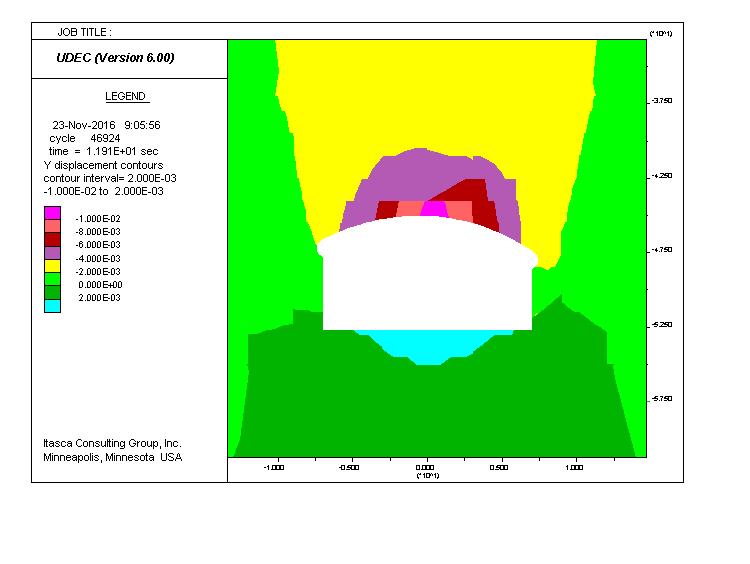 JOB TITLE :
UDEC (Version 6.00)
LEGEND
23-Nov-2016 9:05:56
cycle 46924
time = 1.191E+01 sec
Y displacement contours
contour interval= 2.000E-03
-1.000E-02 to 2.000E-03
-1.000E-02
-8.000E-03
-6.000E-03
-4.000E-03
-2.000E-03
0.000E+00
2.000E-03
Itasca Consulting Group, Inc.
Minneapolis, Minnesota USA
(*10^1)
-3.750
-4.250
-4.750
-5.250
-5.750
-1.000 -0.500 0.000 0.500 1.000
(*10^1)